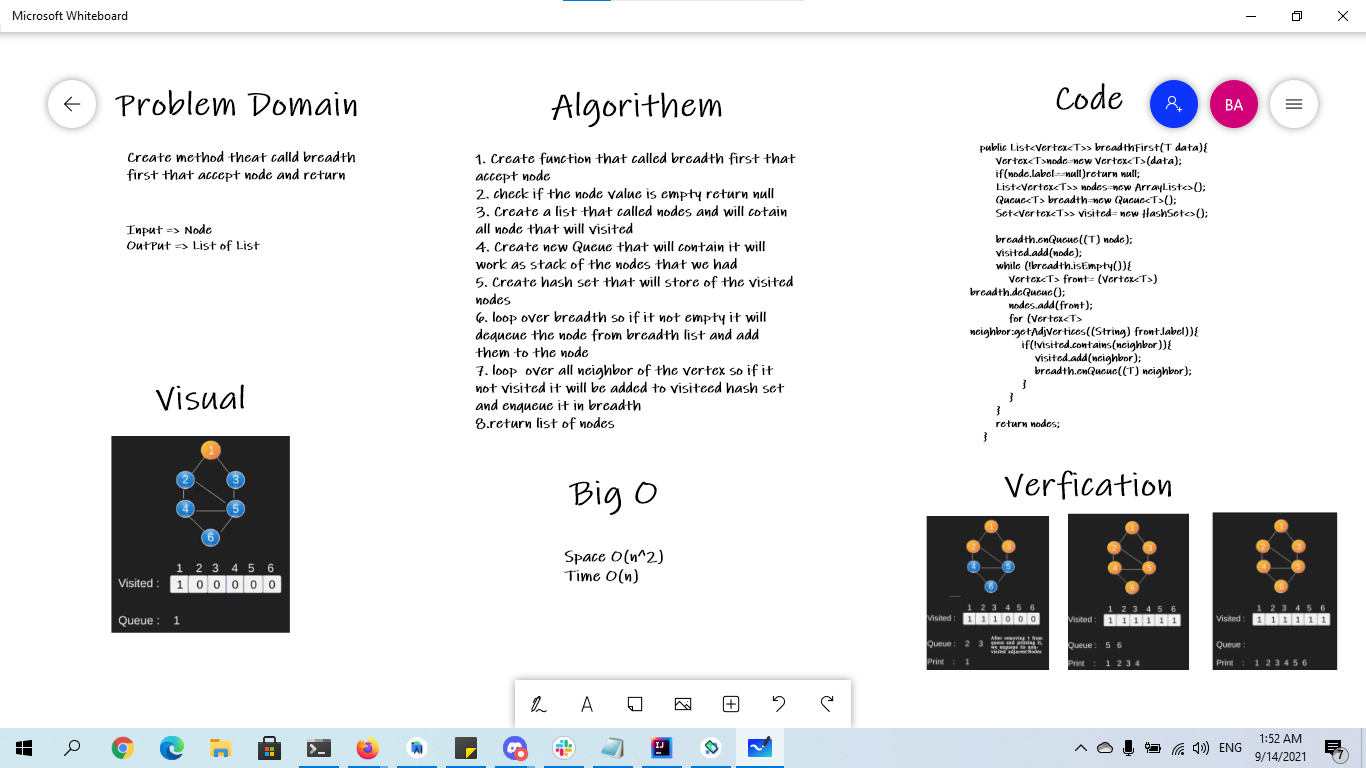 Microsoft Whiteboard
Problem Domain
Create method theat calld breadth
first that accept node and return
Input => Node
OutPut => List of List
Visual
1
2
3
4
5
6
1 2 3 4 5 6
Visited : 1 0 0 0 0 0
Queue : 1
Algorithem
1. Create function that called breadth first that
accept node
2. check if the node value is empty return null
3. Create a list that called nodes and will cotain
all node that will visited
4. Create new Queue that will contain it will
work as stack of the nodes that we had
5. Create hash set that will store of the visited
nodes
6. loop over breadth so if it not empty it will
dequeue the node from breadth list and add
them to the node
7. loop over all neighbor of the vertex so if it
not visited it will be added to visiteed hash set
and enqueue it in breadth
8.return list of nodes
Big O
Space O(n^2)
Time O(n)
Code
BA
public List<Vertex<T>> breadthFirst(T data){
Vertex<T>node=new Vertex<T>(data);
if(node.label==null)return null;
List<Vertex<T>> nodes=new ArrayList<>();
Queue<T> breadth=new Queue<T>();
Set<Vertex<T>> visited= new HashSet<>();
breadth.enQueue((T) node);
visited.add(node);
while (!breadth.isEmpty()){
Vertex<T> front= (Vertex<T>)
breadth.deQueue();
nodes.add(front);
for (Vertex<T>
neighbor:getAdjVertices((String) front.label)){
if(!visited.contains(neighbor)){
visited.add(neighbor);
breadth.enQueue((T) neighbor);
}
}
}
return nodes;
}
Verfication
1
2
3
4
5
6
1 2 3 4 5 6
Visited : 1 1 1 0 0 0
Queue : 2 3
After removing 1 from
queue and printing it,
we enqueue its non-
visited adjacent Nodes
Print : 1
1
2
3
4
5
6
1 2 3 4 5 6
Visited : 1 1 1 1 1 1
Queue : 5 6
Print : 1 2 3 4
1
2
3
4
5
6
1 2 3 4 5 6
Visited : 1 1 1 1 1 1
Queue :
Print : 1 2 3 4 5 6
A
ENG
1:52 AM
9/14/2021
7